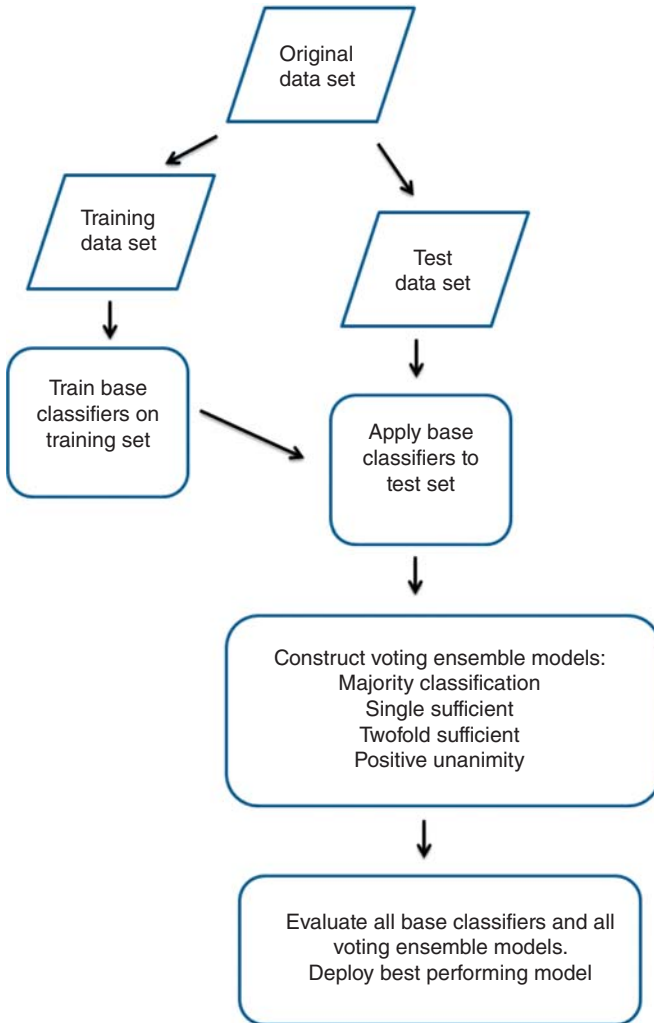 Original
data set
Training
data set
Test
data set
Train base
classifiers on
training set
Apply base
classifiers to
test set
Construct voting ensemble models:
Majority classification
Single sufficient
Twofold sufficient
Positive unanimity
Evaluate all base classifiers and all
voting ensemble models.
Deploy best performing model